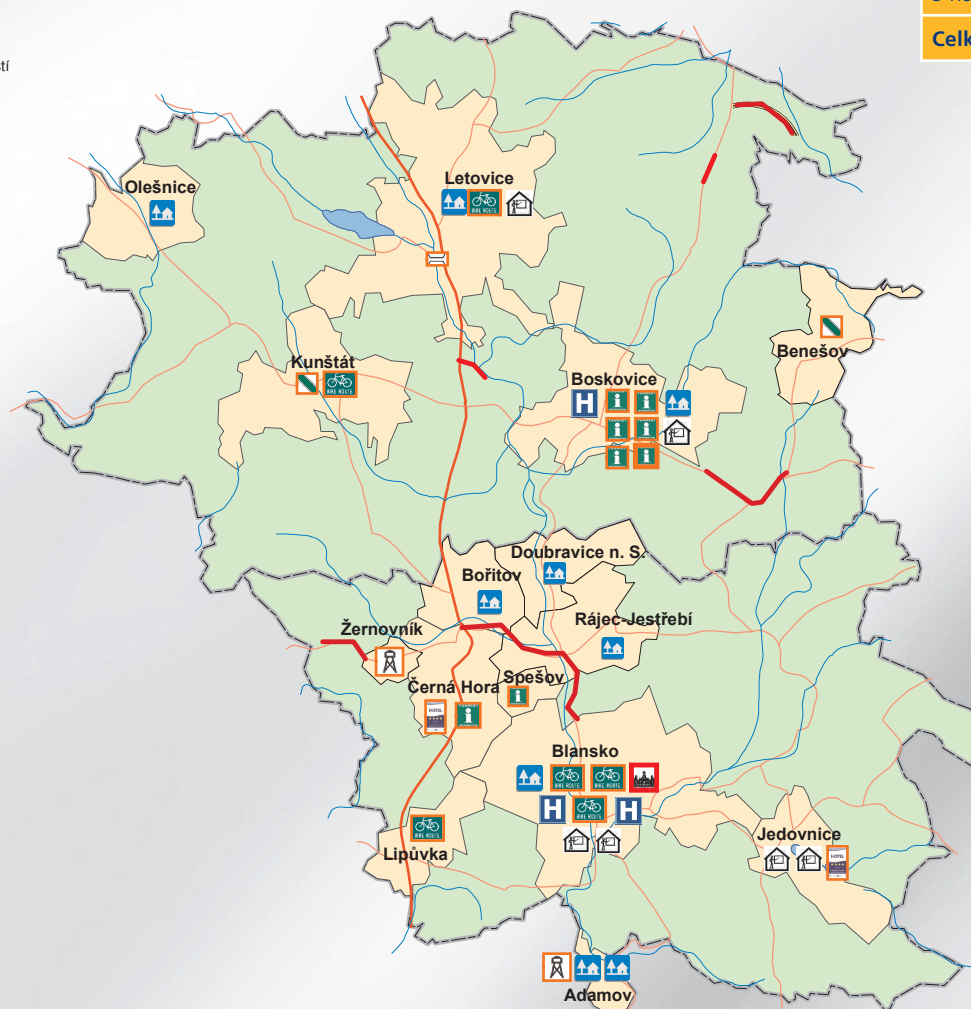 Celk
stí
Letovice
BIKE ROUTE
Olešnice
Kunštát
BIKE ROUTE
Benešov
Boskovice
H
i i
i i
i i
Doubravice n. S.
Bořitov
Rájec-Jestřebí
Žernovník
Spešov
i
Černá Hora
HOTEL
i
Blansko
BIKE ROUTE
BIKE ROUTE
H
BIKE ROUTE
H
BIKE ROUTE
Lipůvka
Jedovnice
HOTEL
Adamov